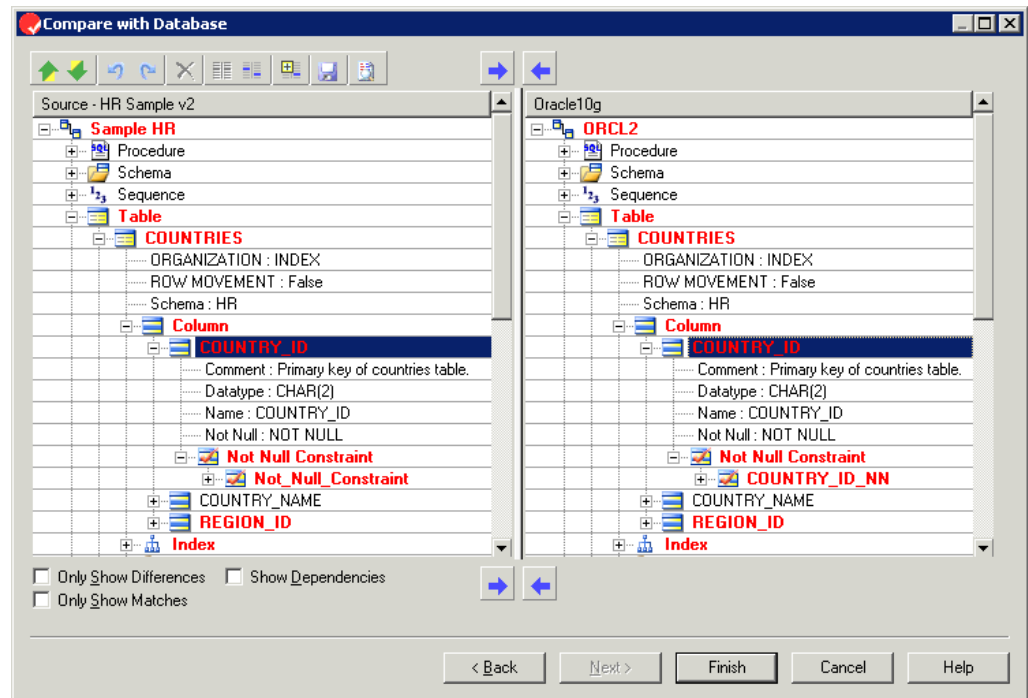 Compare with Database
Source - HR Sample v2
Sample HR
Procedure
Schema
Sequence
Table
COUNTRIES
ORGANIZATION : INDEX
ROW MOVEMENT : False
Schema : HR
Column
COUNTRY_ID
Comment : Primary key of countries table.
Datatype : CHAR(2)
Name : COUNTRY_ID
Not Null : NOT NULL
Not Null Constraint
Not_Null_Constraint
COUNTRY_NAME
REGION_ID
Index
Oracle10g
ORCL2
Procedure
Schema
Sequence
Table
COUNTRIES
ORGANIZATION : INDEX
ROW MOVEMENT : False
Schema : HR
Column
COUNTRY_ID
Comment : Primary key of countries table.
Datatype : CHAR(2)
Name : COUNTRY_ID
Not Null : NOT NULL
Not Null Constraint
COUNTRY_ID_NN
COUNTRY_NAME
REGION_ID
Index
Only Show Differences Show Dependencies
Only Show Matches
< Back Next > Finish Cancel Help